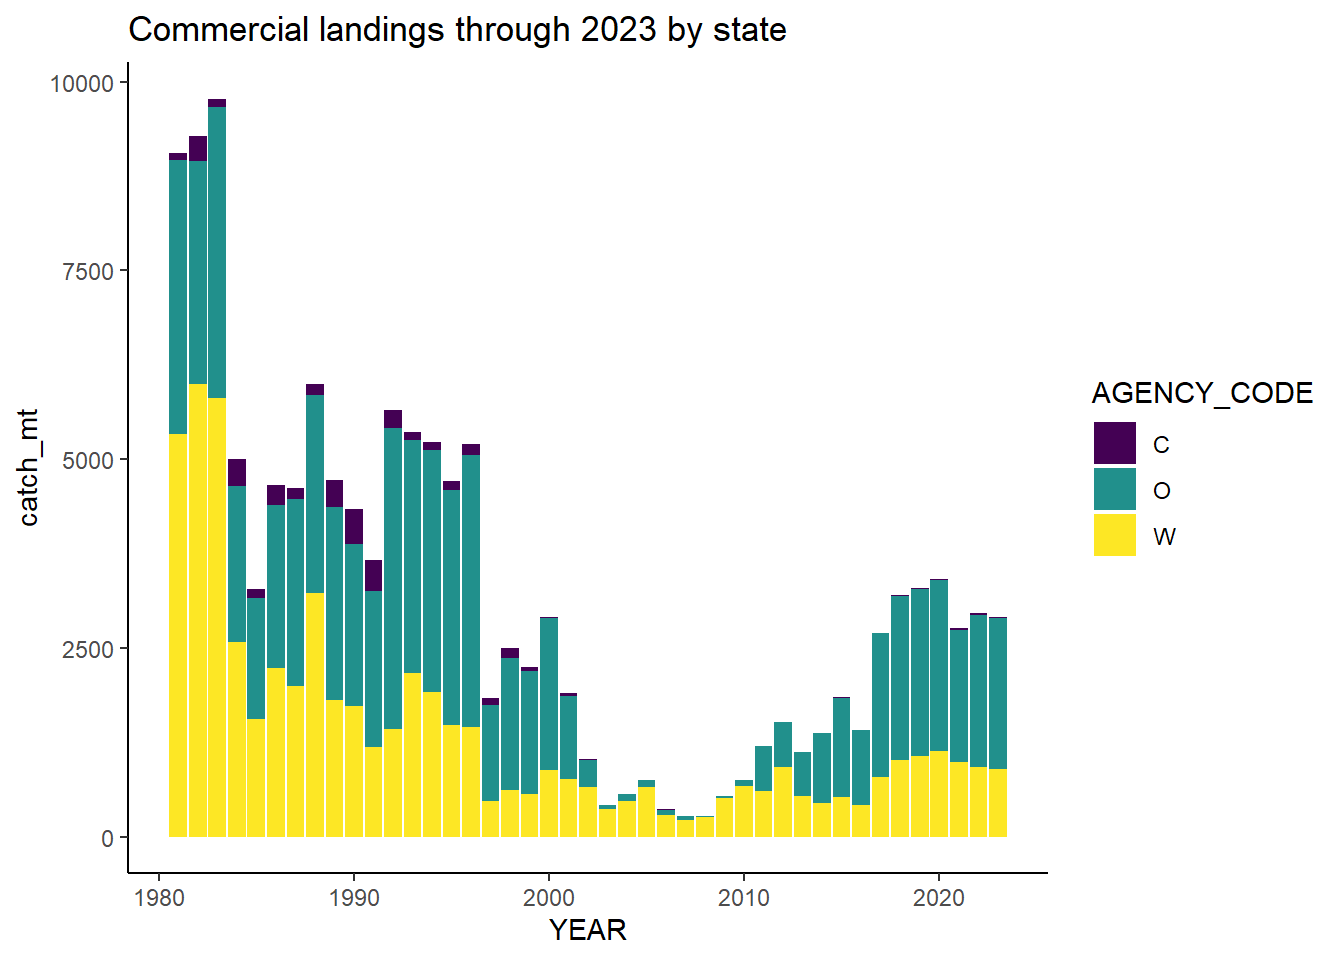 Commercial landings through 2023 by state
10000
7500
5000
2500
0
catch_mt
1980 1990 2000 2010 2020
YEAR
AGENCY_CODE
C
O
W